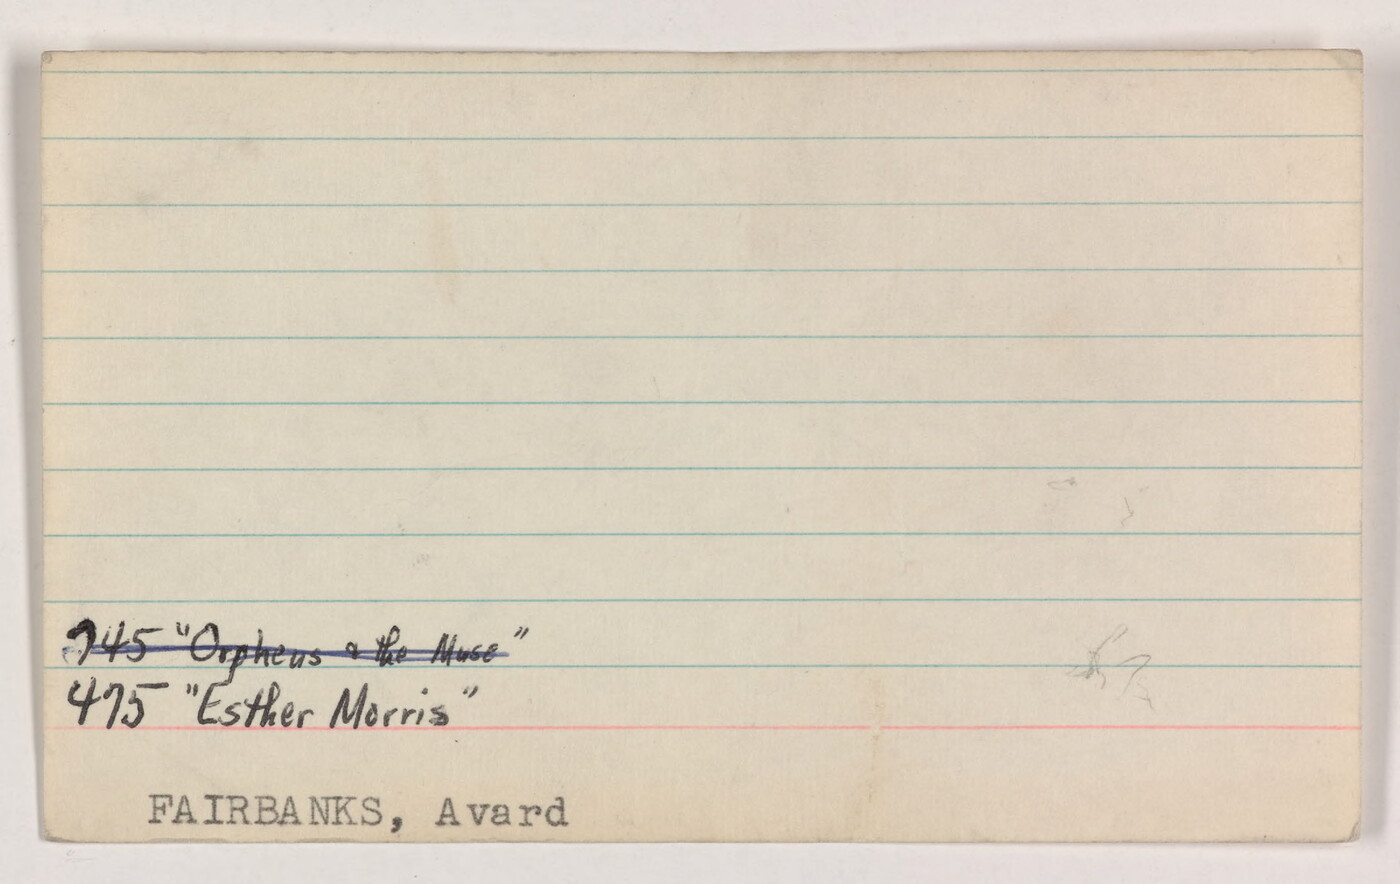 745 "Orpheus & the Muse"
475 "Esther Morris"
FAIRBANKS, Avard